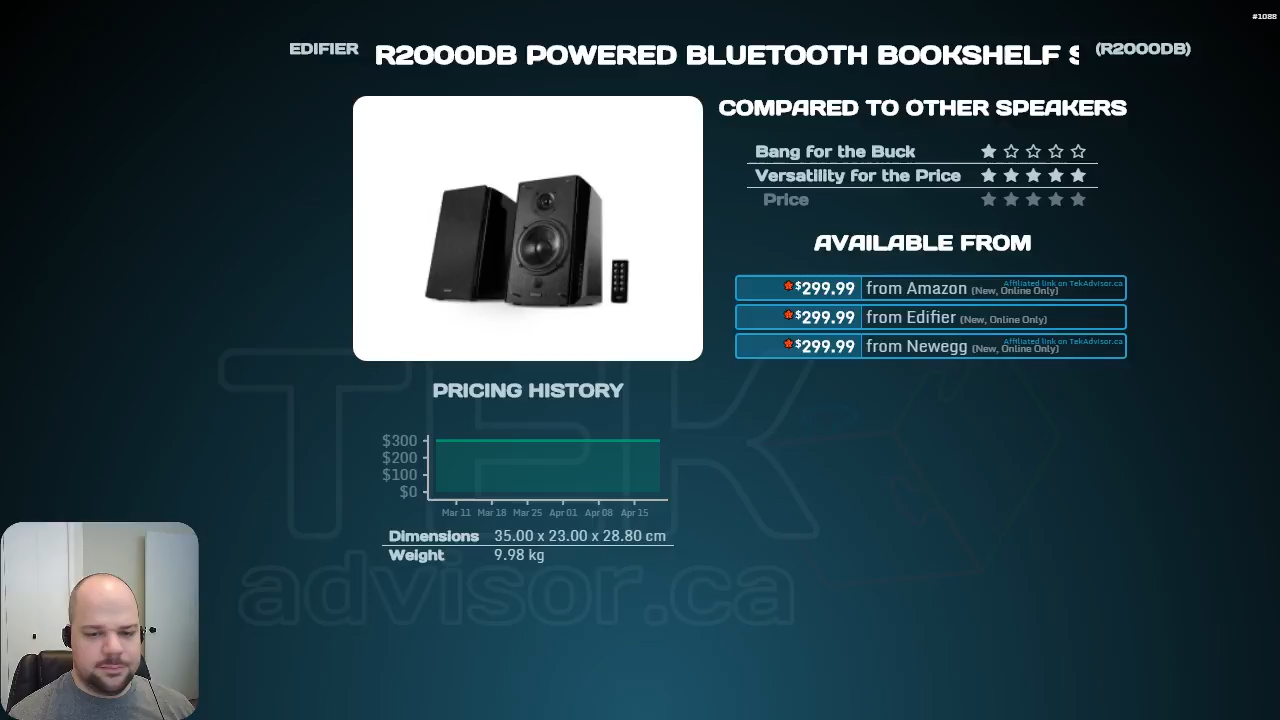 #1088
EDIFIER
R2000DB POWERED BLUETOOTH BOOKSHELF
(R2000DB)
COMPARED TO OTHER SPEAKERS
Bang for the Buck
Versatility for the Price
Price
AVAILABLE FROM
$299.99 from Amazon (New, Online Only) Affiliated link on TekAdvisor.ca
$299.99 from Edifier (New, Online Only)
$299.99 from Newegg (New, Online Only) Affiliated link on TekAdvisor.ca
PRICING HISTORY
$300
$200
$100
$0
Mar 11 Mar 18 Mar 25 Apr 01 Apr 08 Apr 15
Dimensions 35.00 x 23.00 x 28.80 cm
Weight 9.98 kg
TEK
advisor.ca